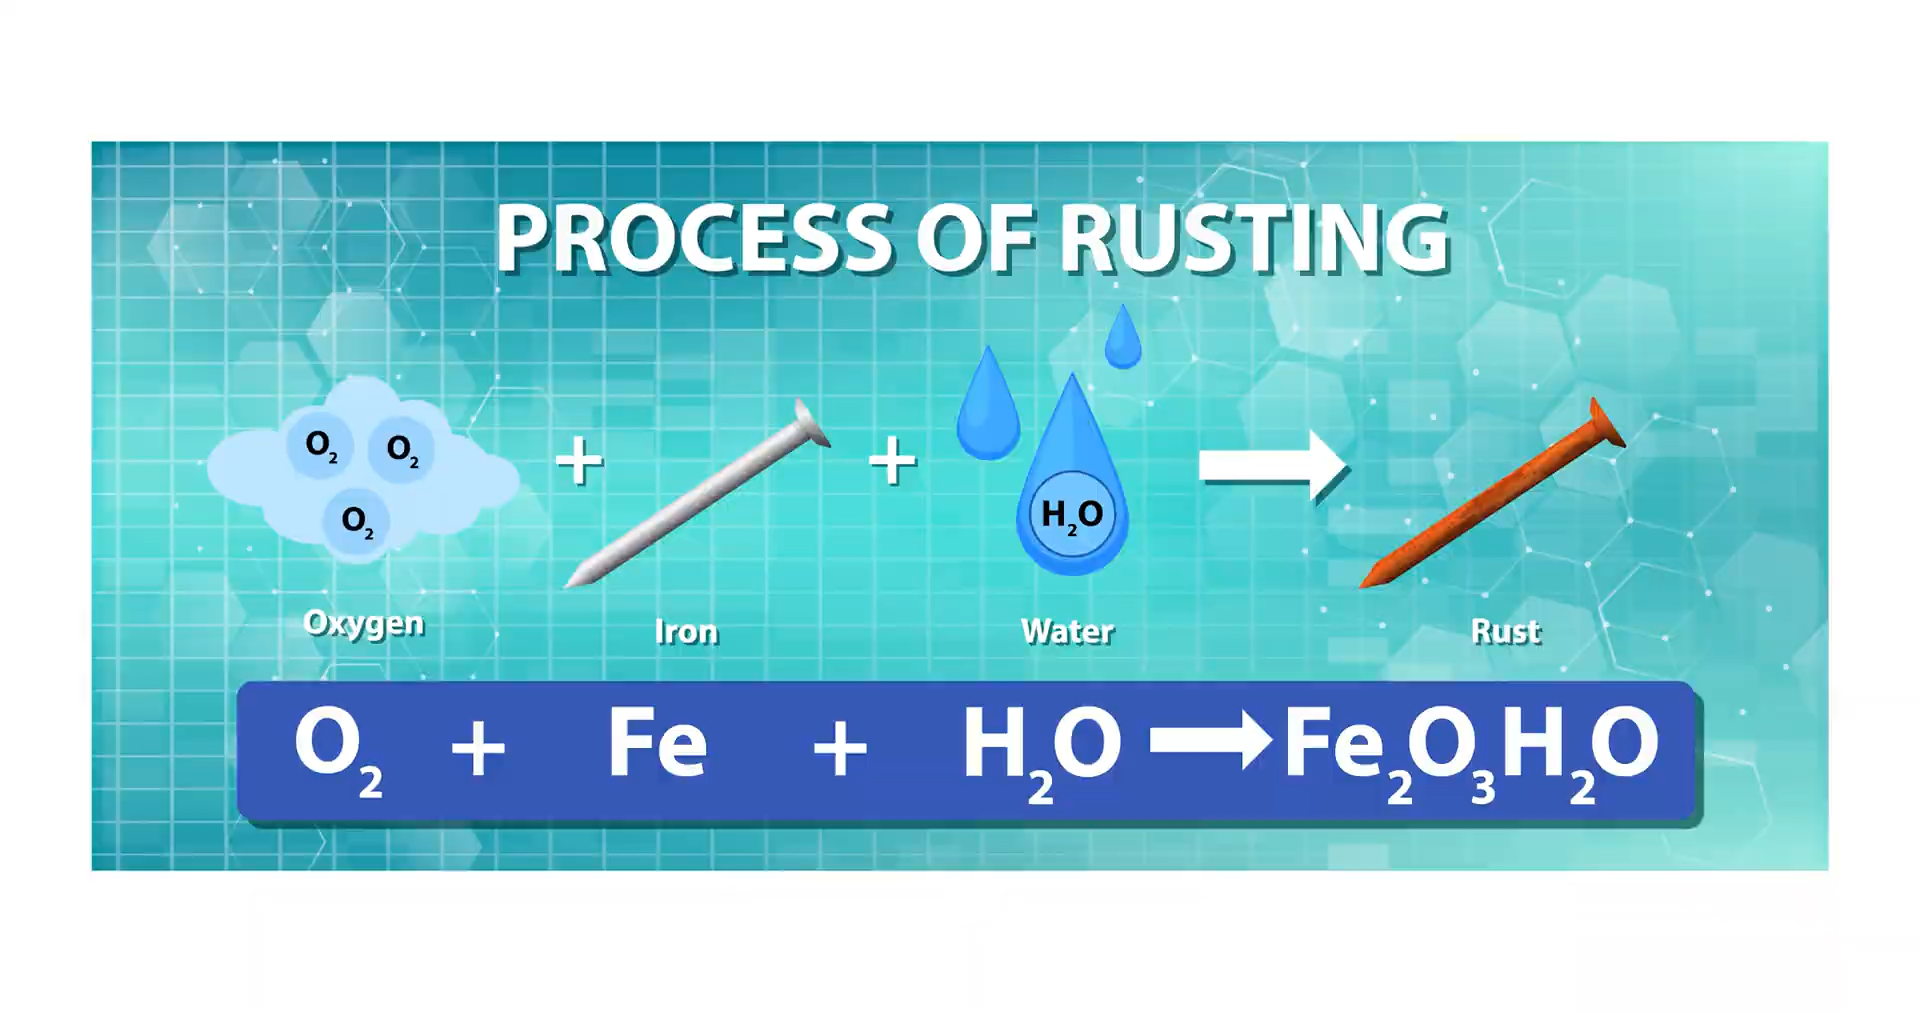 PROCESS OF RUSTING
O₂ O₂
O₂
+ + H₂O
Oxygen Iron Water Rust
O₂ + Fe + H₂O → Fe₂O₃H₂O